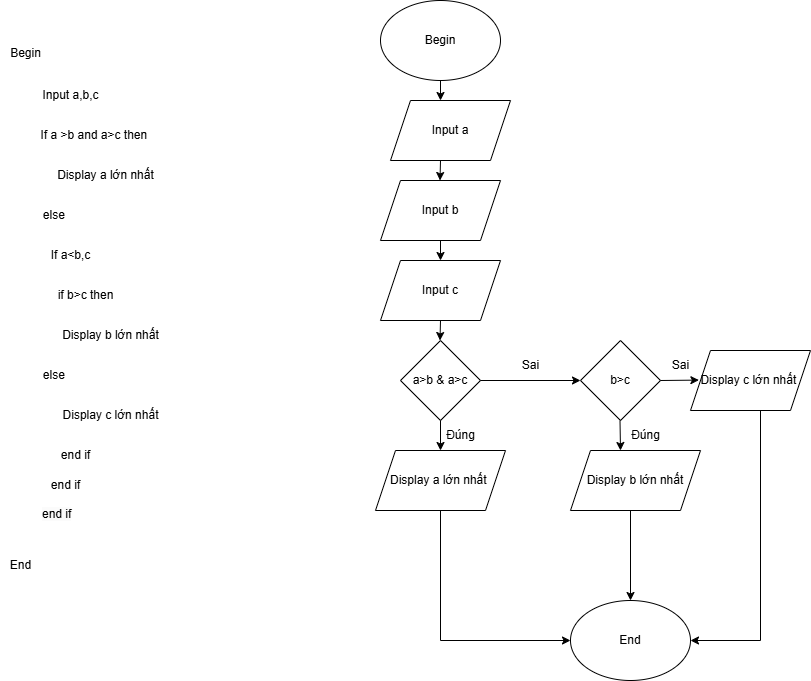 Begin
Input a,b,c
If a >b and a>c then
Display a lớn nhất
else
If a<b,c
if b>c then
Display b lớn nhất
else
Display c lớn nhất
end if
end if
end if
End
Begin
Input a
Input b
Input c
a>b & a>c
Sai
b>c
Sai
Display c lớn nhất
Đúng
Đúng
Display a lớn nhất
Display b lớn nhất
End